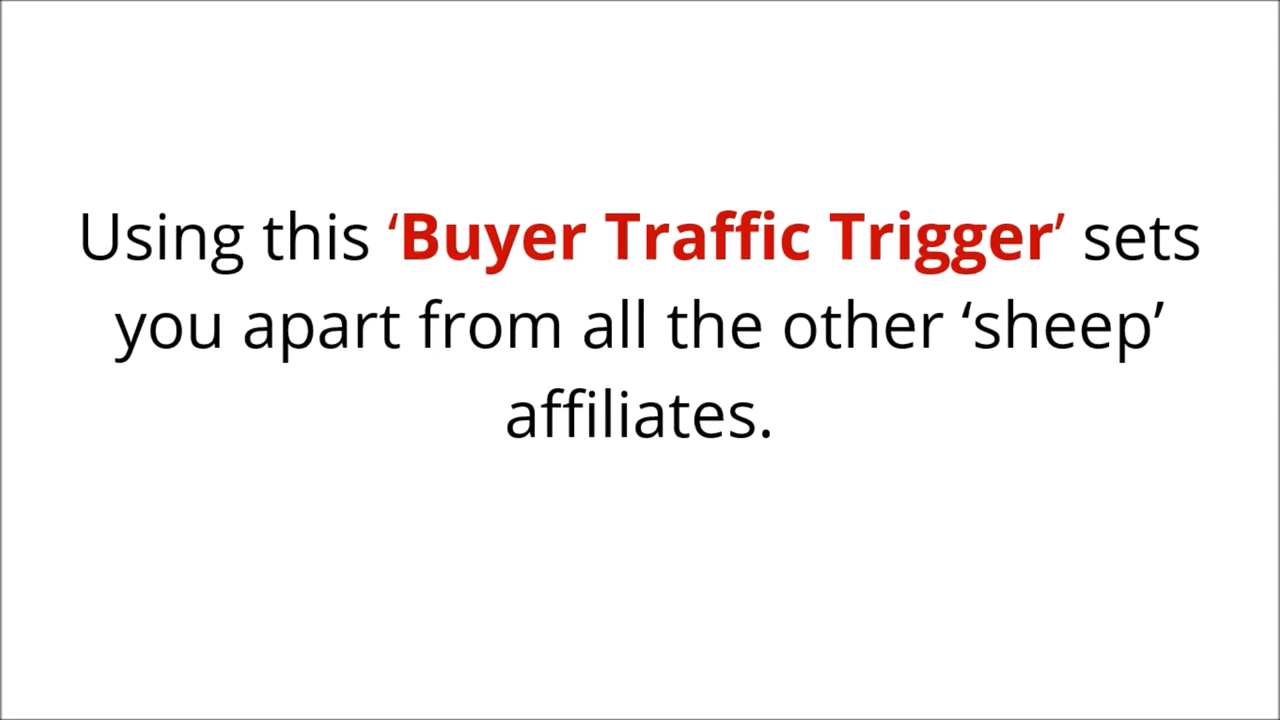 Using this ‘Buyer Traffic Trigger’ sets
you apart from all the other ‘sheep’
affiliates.